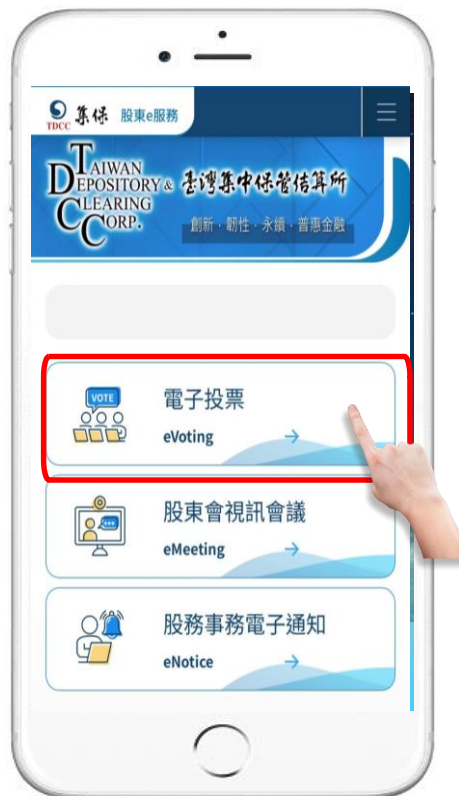 TDCC 集保 股東e服務
TAIWAN
DEPOSITORY &
CLEARING
CORP.
臺灣集中保管結算所
創新．韌性．永續．普惠金融
VOTE
電子投票
eVoting
股東會視訊會議
eMeeting
股務事務電子通知
eNotice